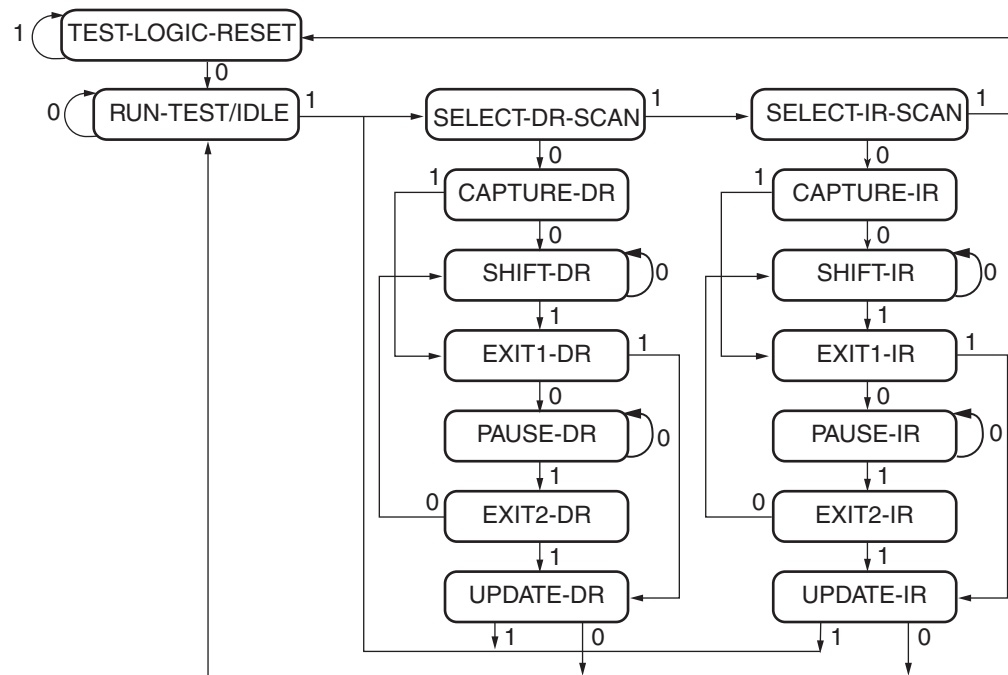 1 TEST-LOGIC-RESET
0
0 RUN-TEST/IDLE 1 SELECT-DR-SCAN 1 SELECT-IR-SCAN 1
0 0
1 CAPTURE-DR 1 CAPTURE-IR
0 0
SHIFT-DR 0 SHIFT-IR 0
1 1
EXIT1-DR 1 EXIT1-IR 1
0 0
PAUSE-DR 0 PAUSE-IR 0
1 1
0 EXIT2-DR 0 EXIT2-IR
1 1
UPDATE-DR UPDATE-IR
1 0 1 0